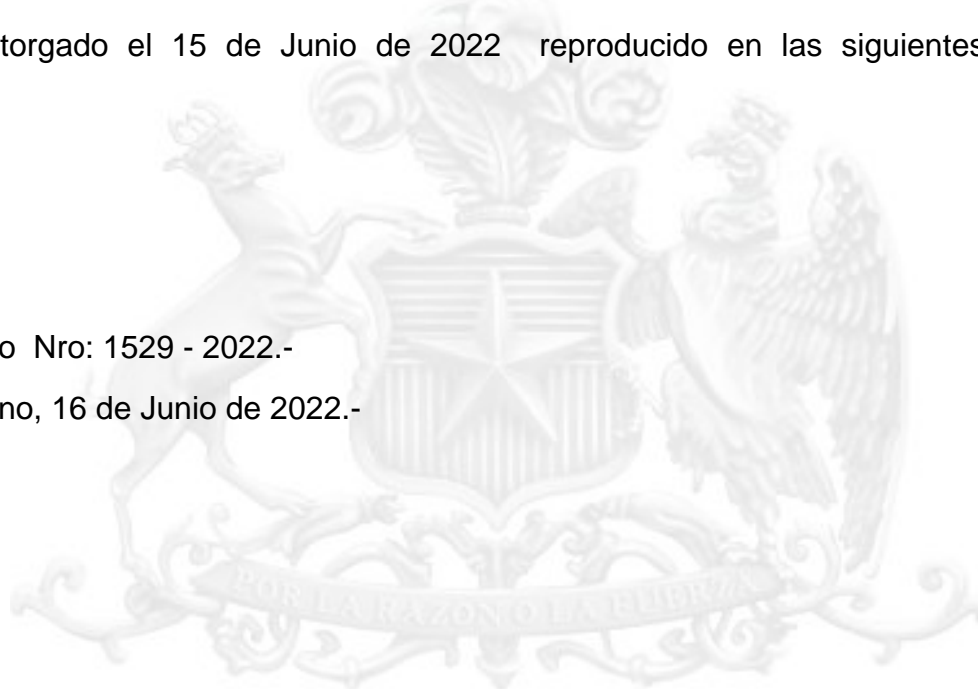 torgado el 15 de Junio de 2022 reproducido en las siguientes
o Nro: 1529 - 2022.-
no, 16 de Junio de 2022.-
POR LA RAZON O LA FUERZA